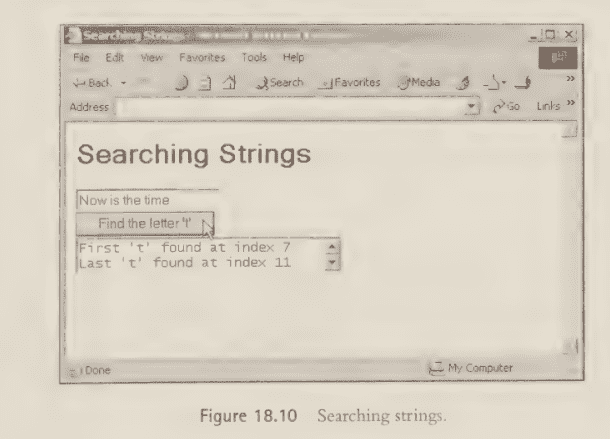 Searching Strings
File Edit View Favorites Tools Help
Back Search Favorites Media »
Address Go Links »
Searching Strings
Now is the time
Find the letter 't'
First 't' found at index 7
Last 't' found at index 11
Done My Computer
Figure 18.10 Searching strings.